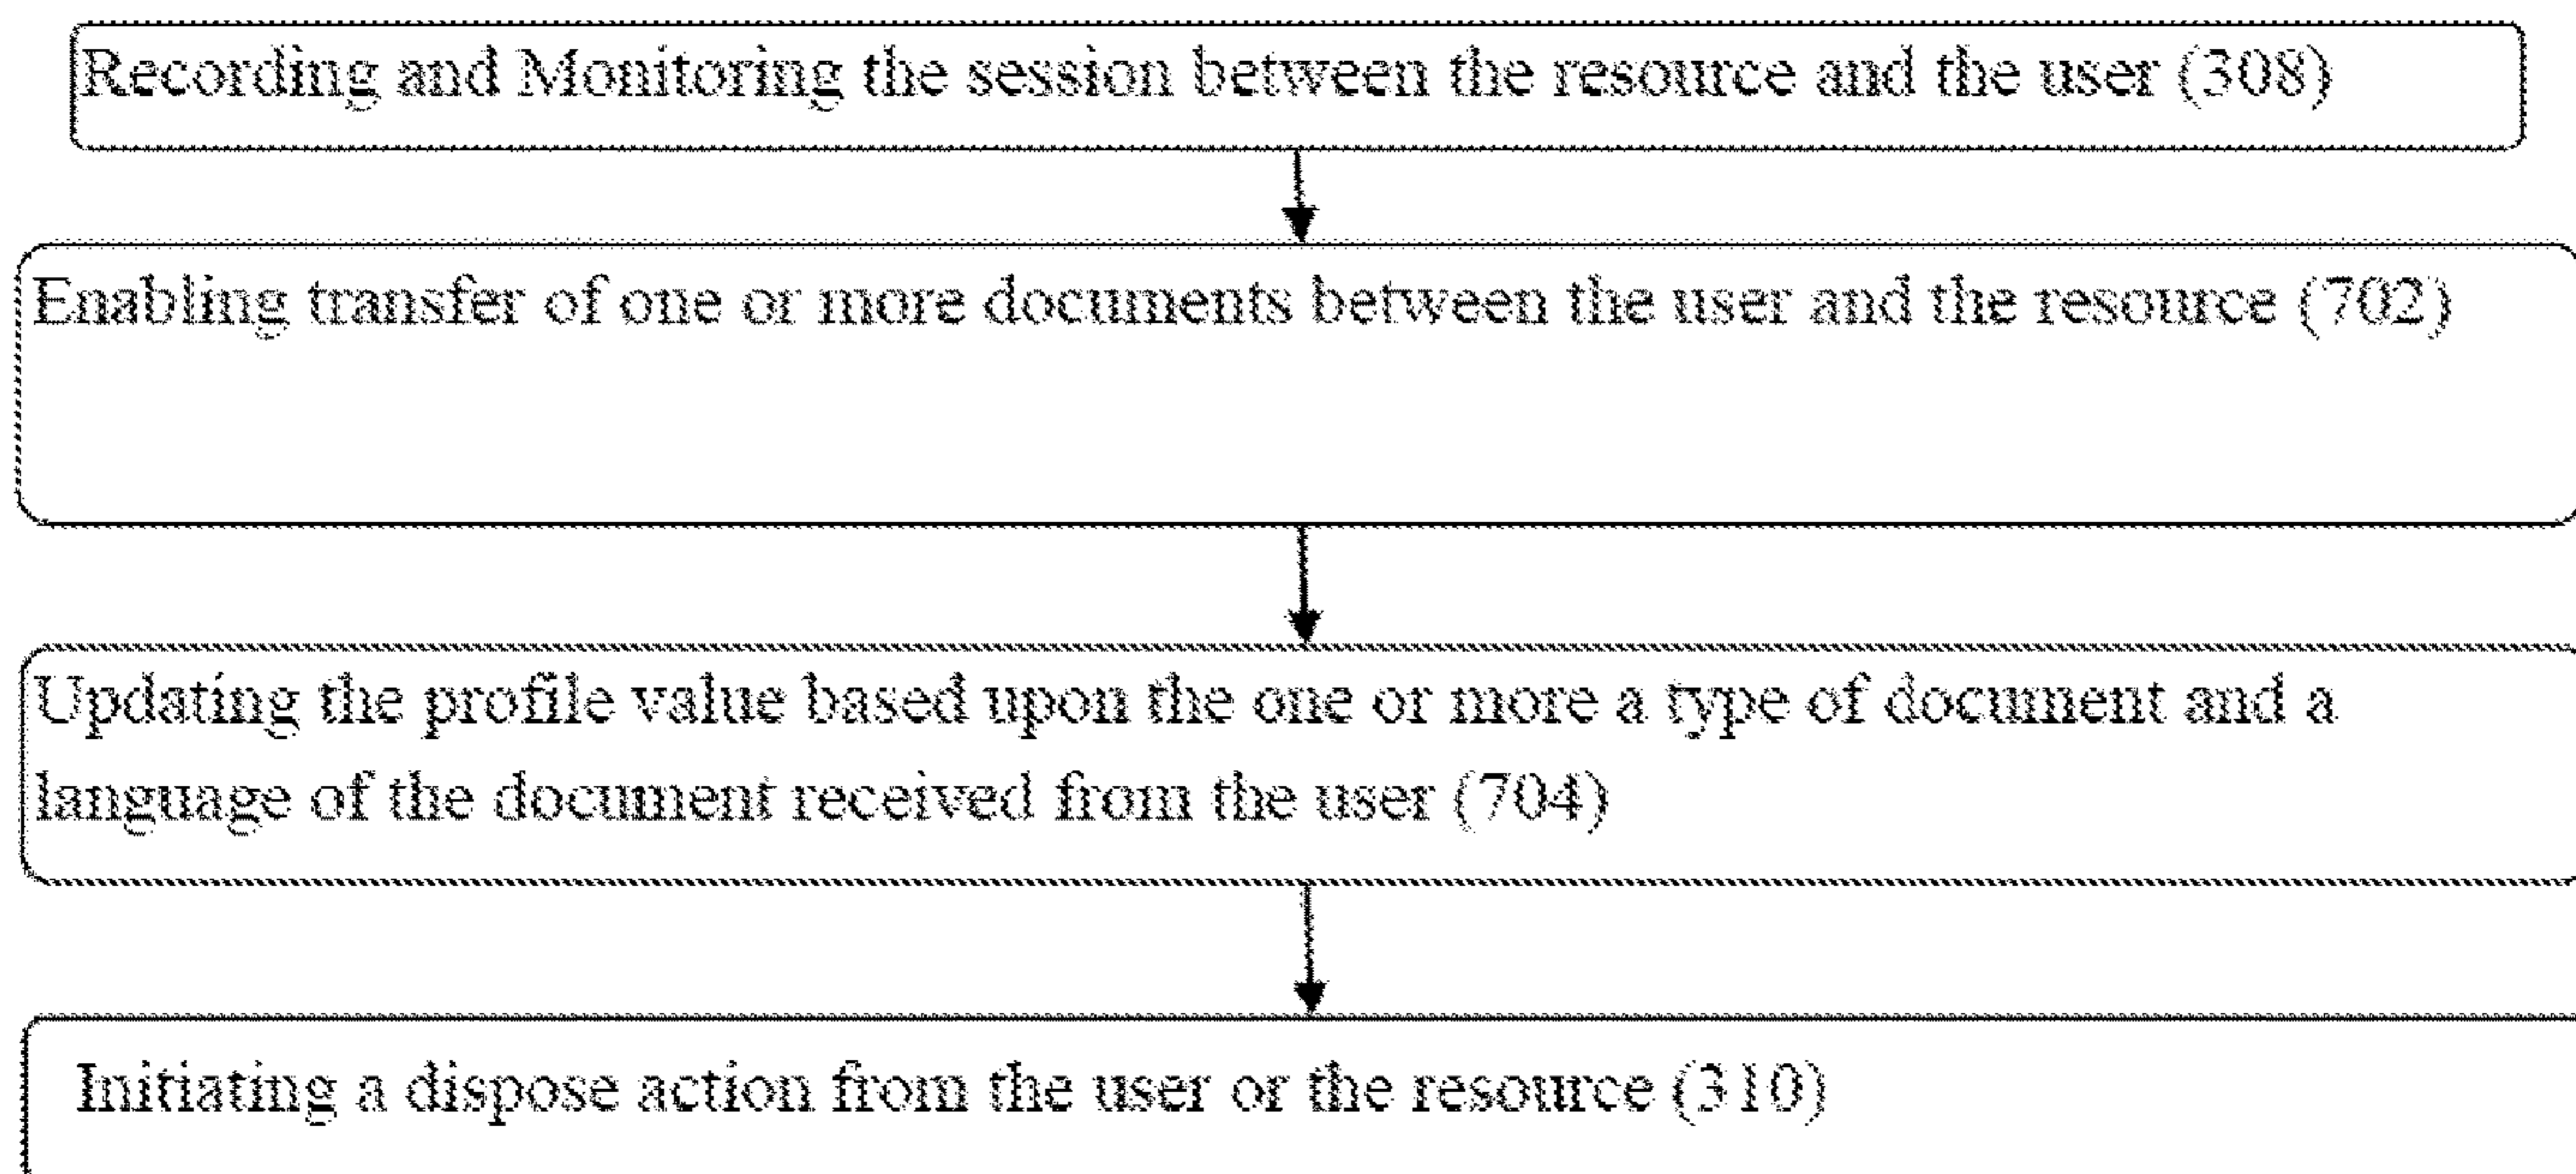 Recording and Monitoring the session between the resource and the user (308)
Enabling transfer of one or more documents between the user and the resource (702)
Updating the profile value based upon the one or more a type of document and a
language of the document received from the user (704)
Initiating a dispose action from the user or the resource (310)